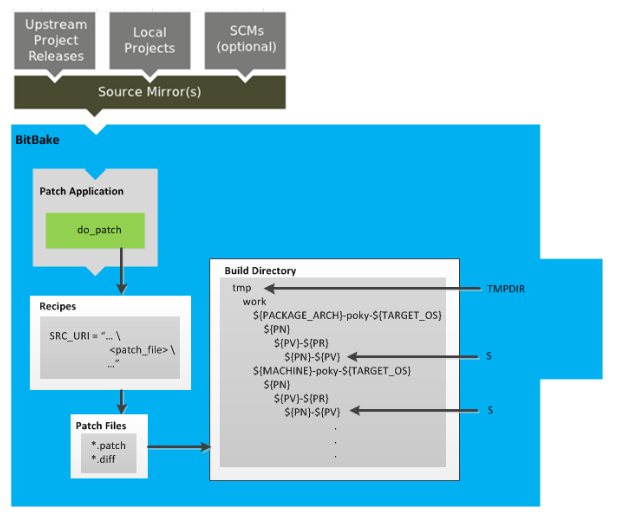 Upstream
Project
Releases
Local
Projects
SCMs
(optional)
Source Mirror(s)
BitBake
Patch Application
do_patch
Recipes
SRC_URI = "... \
<patch_file> \
..."
Patch Files
*.patch
*.diff
Build Directory
tmp
work
${PACKAGE_ARCH}-poky-${TARGET_OS}
${PN}
${PV}-${PR}
${PN}-${PV}
${MACHINE}-poky-${TARGET_OS}
${PN}
${PV}-${PR}
${PN}-${PV}
.
.
.
TMPDIR
S
S